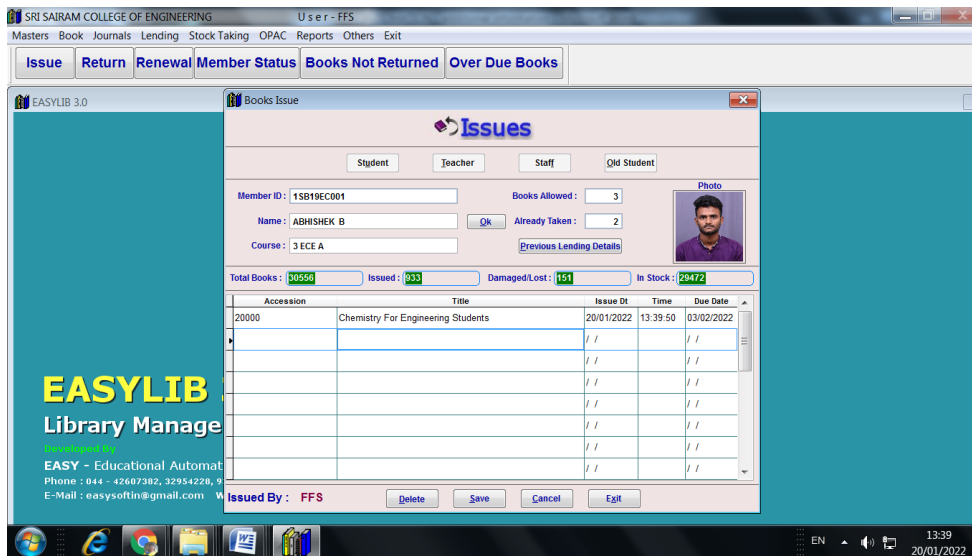 SRI SAIRAM COLLEGE OF ENGINEERING U s e r - FFS
Masters Book Journals Lending Stock Taking OPAC Reports Others Exit
Issue Return Renewal Member Status Books Not Returned Over Due Books
EASYLIB 3.0
Books Issue
Issues
Student Teacher Staff Old Student
Photo
Member ID : 1SB19EC001 Books Allowed : 3
Name : ABHISHEK B Ok Already Taken : 2
Course : 3 ECE A Previous Lending Details
Total Books : 30556 Issued : 933 Damaged/Lost : 151 In Stock : 29472
Accession Title Issue Dt Time Due Date
20000 Chemistry For Engineering Students 20/01/2022 13:39:50 03/02/2022
/ / / /
/ / / /
/ / / /
/ / / /
/ / / /
/ / / /
/ / / /
EASYLIB
Library Manage
Developed By
EASY - Educational Automat
Phone : 044 - 42607382, 32954228, 9
E-Mail : easysoftin@gmail.com W
Issued By : FFS Delete Save Cancel Exit
EN 13:39
20/01/2022